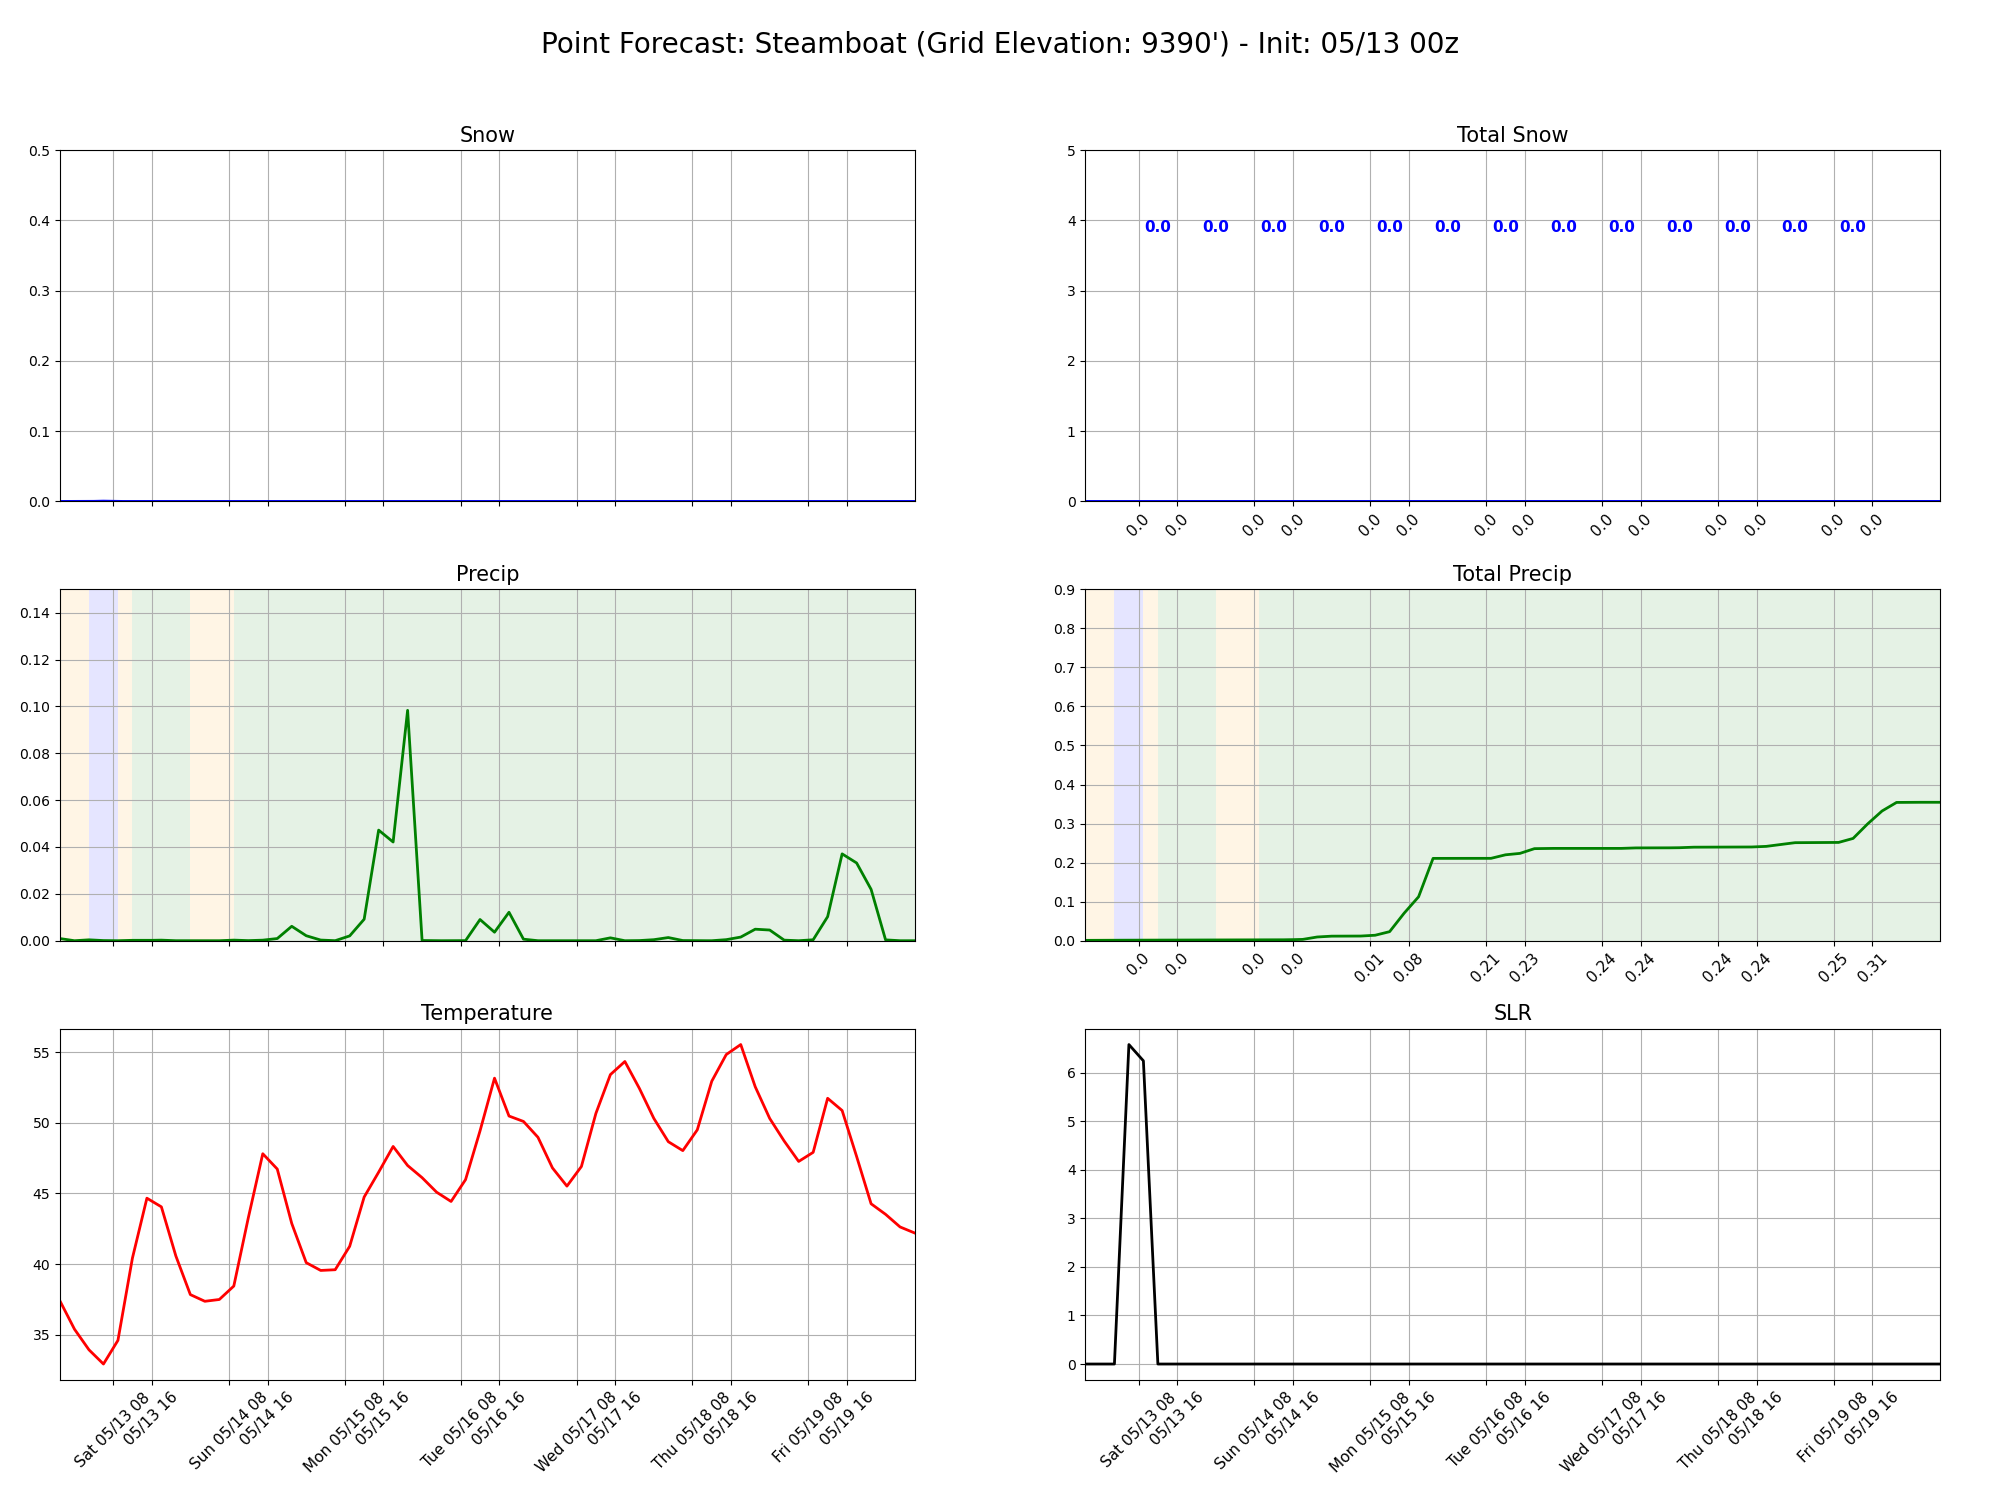 Point Forecast: Steamboat (Grid Elevation: 9390') - Init: 05/13 00z
Snow
0.5
0.4
0.3
0.2
0.1
0.0
Total Snow
5
4
3
2
1
0
0.0 0.0 0.0 0.0 0.0 0.0 0.0 0.0 0.0 0.0 0.0 0.0 0.0
0.0 0.0 0.0 0.0 0.0 0.0 0.0 0.0 0.0 0.0 0.0 0.0 0.0 0.0
Precip
0.14
0.12
0.10
0.08
0.06
0.04
0.02
0.00
Total Precip
0.9
0.8
0.7
0.6
0.5
0.4
0.3
0.2
0.1
0.0
0.0 0.0 0.0 0.0 0.01 0.08 0.21 0.23 0.24 0.24 0.24 0.24 0.25 0.31
Temperature
55
50
45
40
35
Sat 05/13 08
05/13 16
Sun 05/14 08
05/14 16
Mon 05/15 08
05/15 16
Tue 05/16 08
05/16 16
Wed 05/17 08
05/17 16
Thu 05/18 08
05/18 16
Fri 05/19 08
05/19 16
SLR
6
5
4
3
2
1
0
Sat 05/13 08
05/13 16
Sun 05/14 08
05/14 16
Mon 05/15 08
05/15 16
Tue 05/16 08
05/16 16
Wed 05/17 08
05/17 16
Thu 05/18 08
05/18 16
Fri 05/19 08
05/19 16